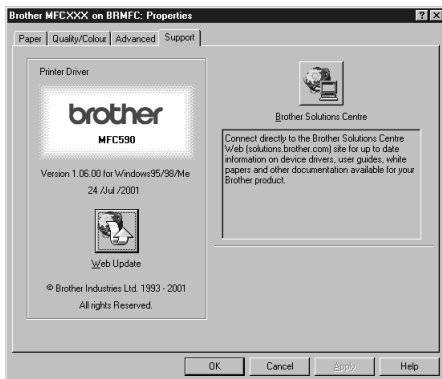 Brother MFCXXX on BRMFC: Properties
Paper
Quality/Colour
Advanced
Support
Printer Driver
brother
MFC590
Version 1.06.00 for Windows95/98/Me
24 /Jul /2001
Web Update
© Brother Industries Ltd. 1993 - 2001
All rights Reserved.
Brother Solutions Centre
Connect directly to the Brother Solutions Centre
Web (solutions.brother.com) site for up to date
information on device drivers, user guides, white
papers and other documentation available for your
Brother product.
OK
Cancel
Apply
Help